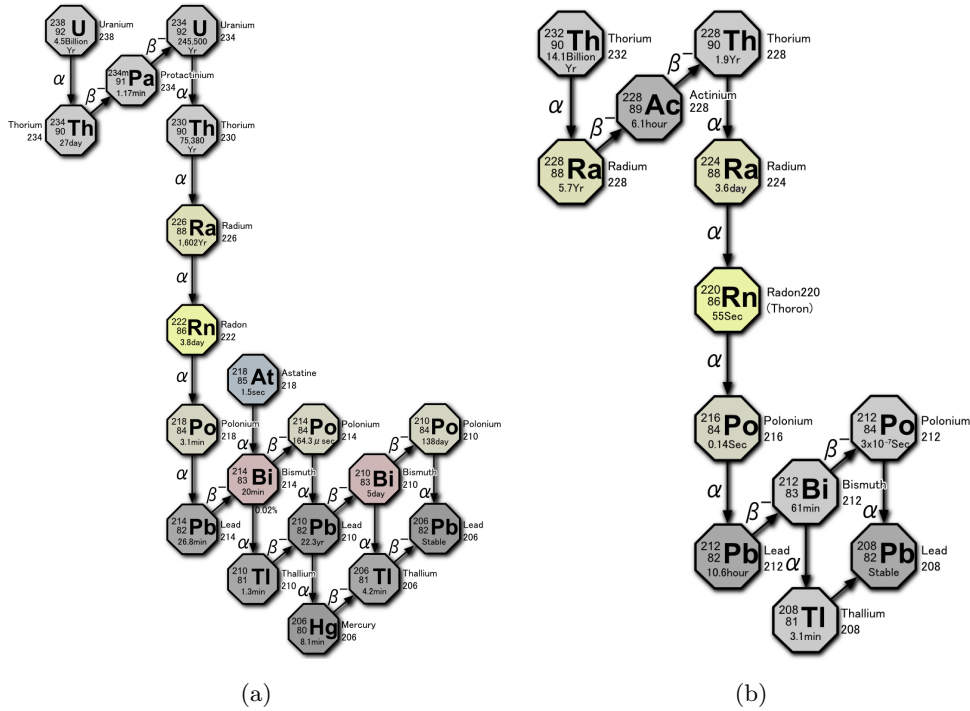 238
92 U
4.5Billion
Yr
Uranium
238
α
234
90 Th
27day
Thorium
234
β−
234m
91 Pa
1.17min
Protactinium
234
β−
234
92 U
245,500
Yr
Uranium
234
α
230
90 Th
75,380
Yr
Thorium
230
α
226
88 Ra
1,602Yr
Radium
226
α
222
86 Rn
3.8day
Radon
222
α
218
84 Po
3.1min
Polonium
218
α
214
82 Pb
26.8min
Lead
214
β−
218
85 At
1.5sec
Astatine
218
α
214
83 Bi
20min
Bismuth
214
0.02%
β−
214
84 Po
164.3μsec
Polonium
214
α
α
210
81 Tl
1.3min
Thallium
210
β−
210
82 Pb
22.3yr
Lead
210
β−
210
83 Bi
5day
Bismuth
210
β−
210
84 Po
138day
Polonium
210
α
206
82 Pb
Stable
Lead
206
α
206
80 Hg
8.1min
Mercury
206
β−
α
206
81 Tl
4.2min
Thallium
206
β−
(a)
232
90 Th
14.1Billion
Yr
Thorium
232
α
228
88 Ra
5.7Yr
Radium
228
β−
228
89 Ac
6.1hour
Actinium
228
β−
228
90 Th
1.9Yr
Thorium
228
α
224
88 Ra
3.6day
Radium
224
α
220
86 Rn
55Sec
Radon220
(Thoron)
α
216
84 Po
0.14Sec
Polonium
216
α
212
82 Pb
10.6hour
Lead
212
β−
212
83 Bi
61min
Bismuth
212
β−
212
84 Po
3x10-7Sec
Polonium
212
α
208
82 Pb
Stable
Lead
208
α
208
81 Tl
3.1min
Thallium
208
(b)